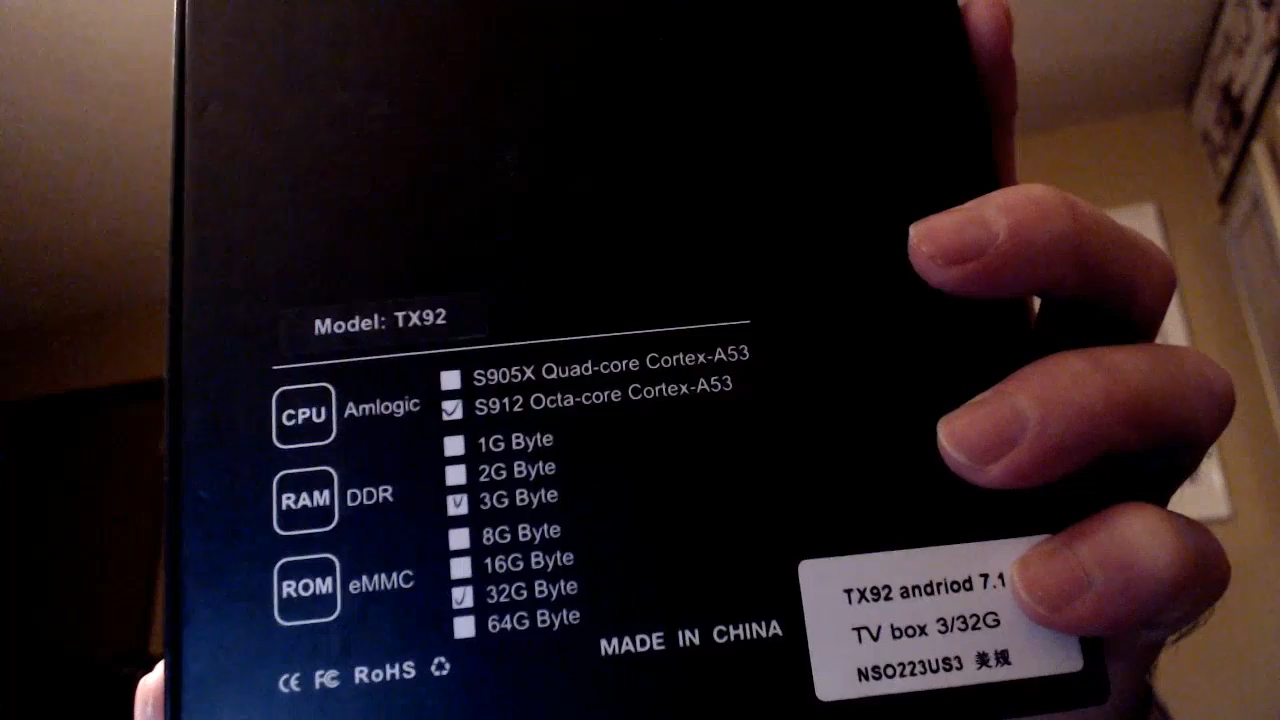 Model: TX92
CPU Amlogic
S905X Quad-core Cortex-A53
S912 Octa-core Cortex-A53
RAM DDR
1G Byte
2G Byte
3G Byte
ROM eMMC
8G Byte
16G Byte
32G Byte
64G Byte
CE FC RoHS
MADE IN CHINA
TX92 andriod 7.1
TV box 3/32G
NSO223US3 美规